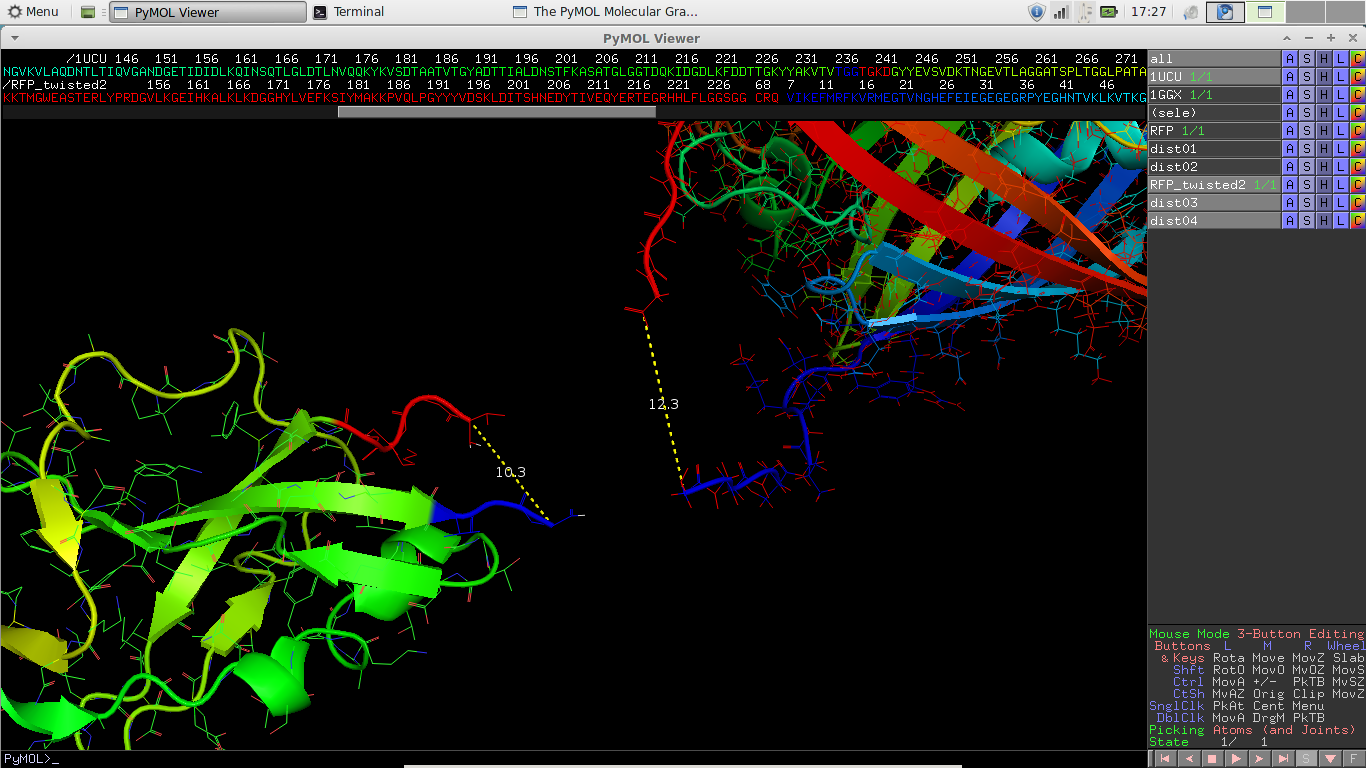 Menu PyMOL Viewer Terminal The PyMOL Molecular Gra... 17:27
PyMOL Viewer
/1UCU 146 151 156 161 166 171 176 181 186 191 196 201 206 211 216 221 226 231 236 241 246 251 256 261 266 271
NGVKVLAQDNTLTIQVGANDGETIDIDLKQINSQTLGLDTLNVQQKYKVSDTAATVTGYADTTIALDNSTFKASATGLGGTDQKIDGDLKFDDTTGKYYAKVTVTGGTGKDGYYEVSVDKTNGEVTLAGGATSPLTGGLPATA
/RFP_twisted2 156 161 166 171 176 181 186 191 196 201 206 211 216 221 226 68 7 11 16 21 26 31 36 41 46
KKTMGWEASTERLYPRDGVLKGEIHKALKLKDGGHYLVEFKSIYMAKKPVQLPGYYYVDSKLDITSHNEDYTIVEQYERTEGRHHLFLGGSGG CRQ VIKEFMRFKVRMEGTVNGHEFEIEGEGEGRPYEGHNTVKLKVTKG
all A S H L C
1UCU 1/1 A S H L C
1GGX 1/1 A S H L C
(sele) A S H L C
RFP 1/1 A S H L C
dist01 A S H L C
dist02 A S H L C
RFP_twisted2 1/1 A S H L C
dist03 A S H L C
dist04 A S H L C
12.3
10.3
Mouse Mode 3-Button Editing
Buttons L M R Wheel
& Keys Rota Move MovZ Slab
Shft RotO MovO MvOZ MovS
Ctrl MovA +/- PkTB MvSZ
CtSh MvAZ Orig Clip MovZ
SnglClk PkAt Cent Menu
DblClk MovA DrgM PkTB
Picking Atoms (and Joints)
State 1/ 1
PyMOL>_
S F